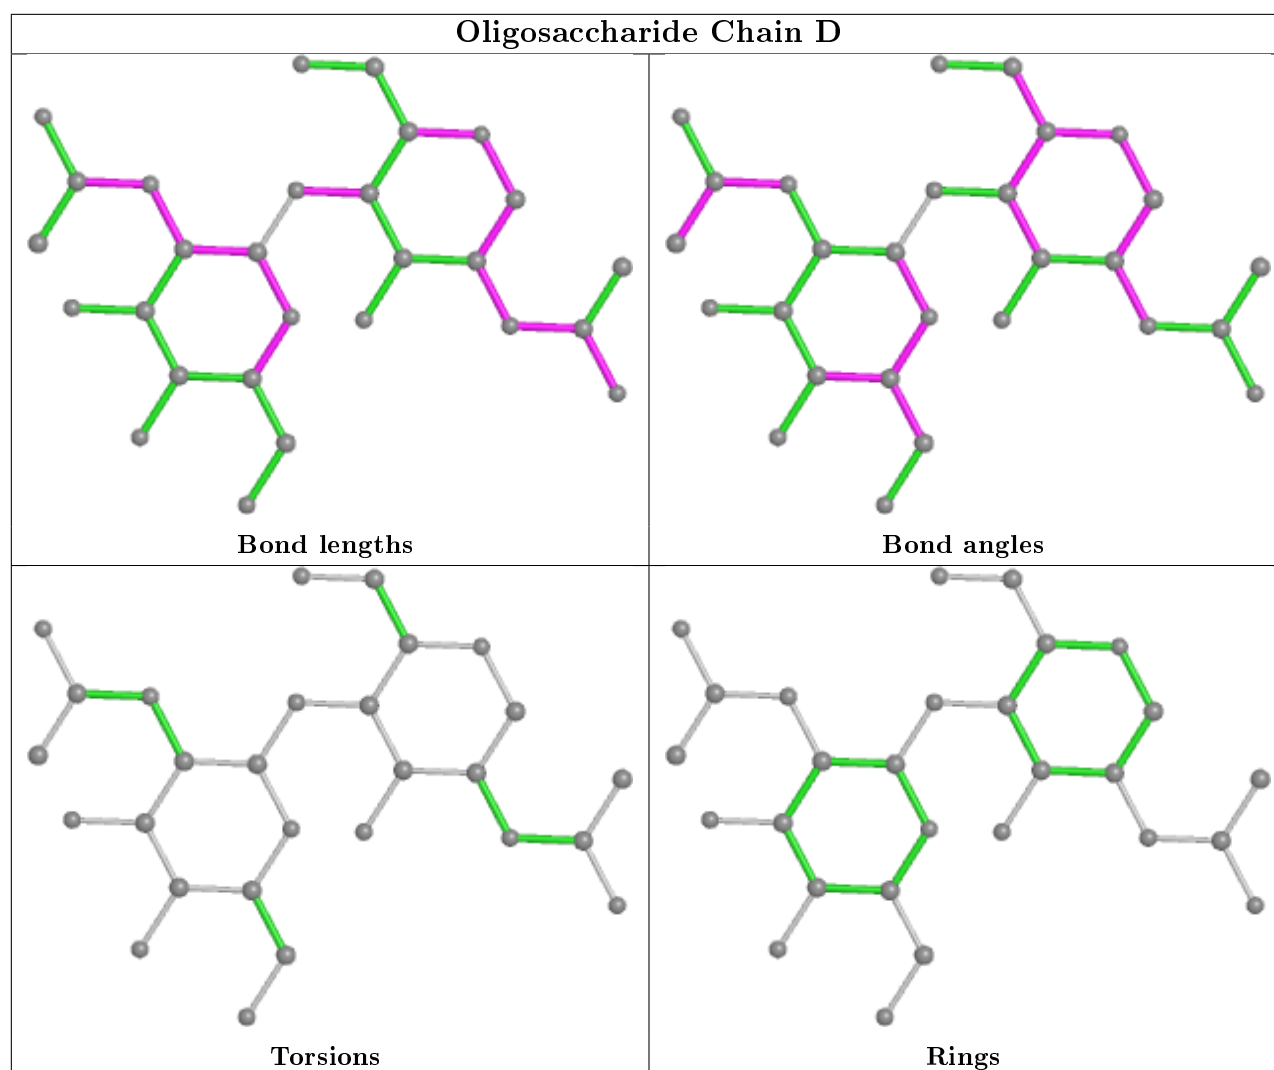 Oligosaccharide Chain D
Bond lengths
Bond angles
Torsions
Rings